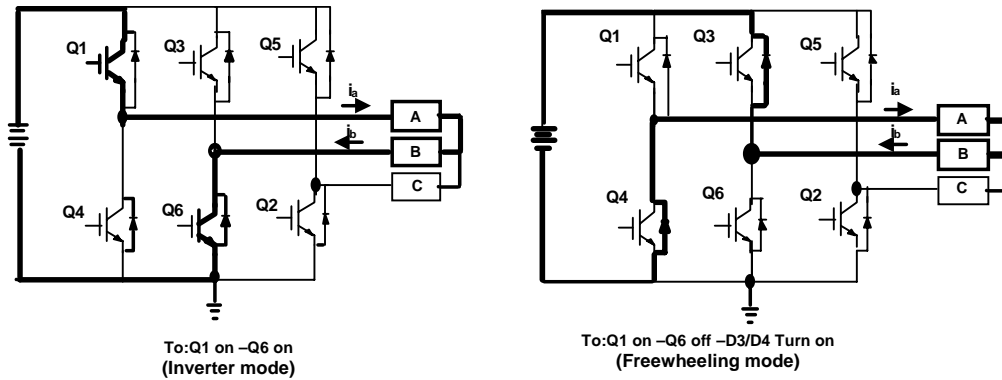 Q1
Q3
Q5
ia
A
ib
B
C
Q4
Q6
Q2
To:Q1 on –Q6 on
(Inverter mode)
Q1
Q3
Q5
ia
A
ib
B
C
Q4
Q6
Q2
To:Q1 on –Q6 off –D3/D4 Turn on
(Freewheeling mode)